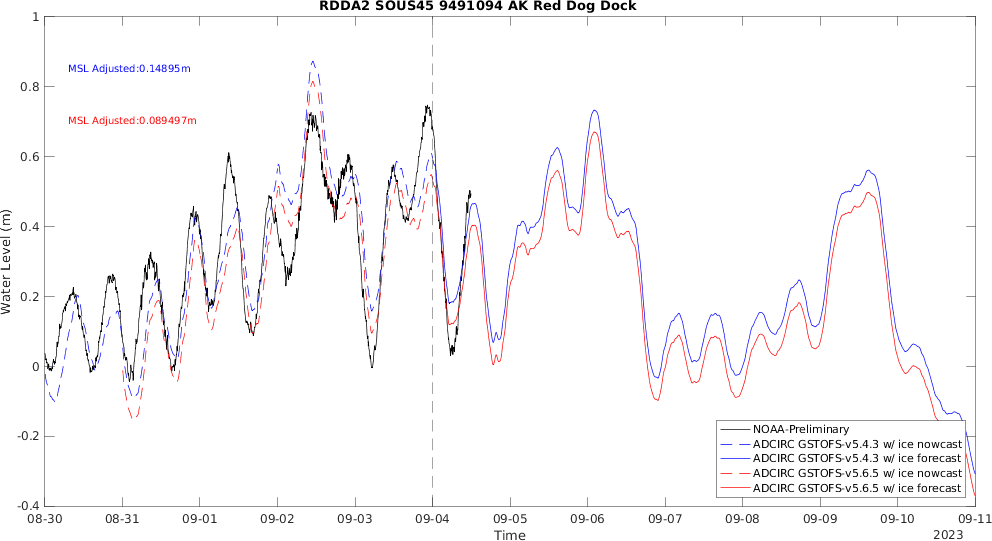 RDDA2 SOUS45 9491094 AK Red Dog Dock
MSL Adjusted:0.14895m
MSL Adjusted:0.089497m
Water Level (m)
1
0.8
0.6
0.4
0.2
0
-0.2
-0.4
NOAA-Preliminary
ADCIRC GSTOFS-v5.4.3 w/ ice nowcast
ADCIRC GSTOFS-v5.4.3 w/ ice forecast
ADCIRC GSTOFS-v5.6.5 w/ ice nowcast
ADCIRC GSTOFS-v5.6.5 w/ ice forecast
08-30 08-31 09-01 09-02 09-03 09-04 09-05 09-06 09-07 09-08 09-09 09-10 09-11
Time
2023